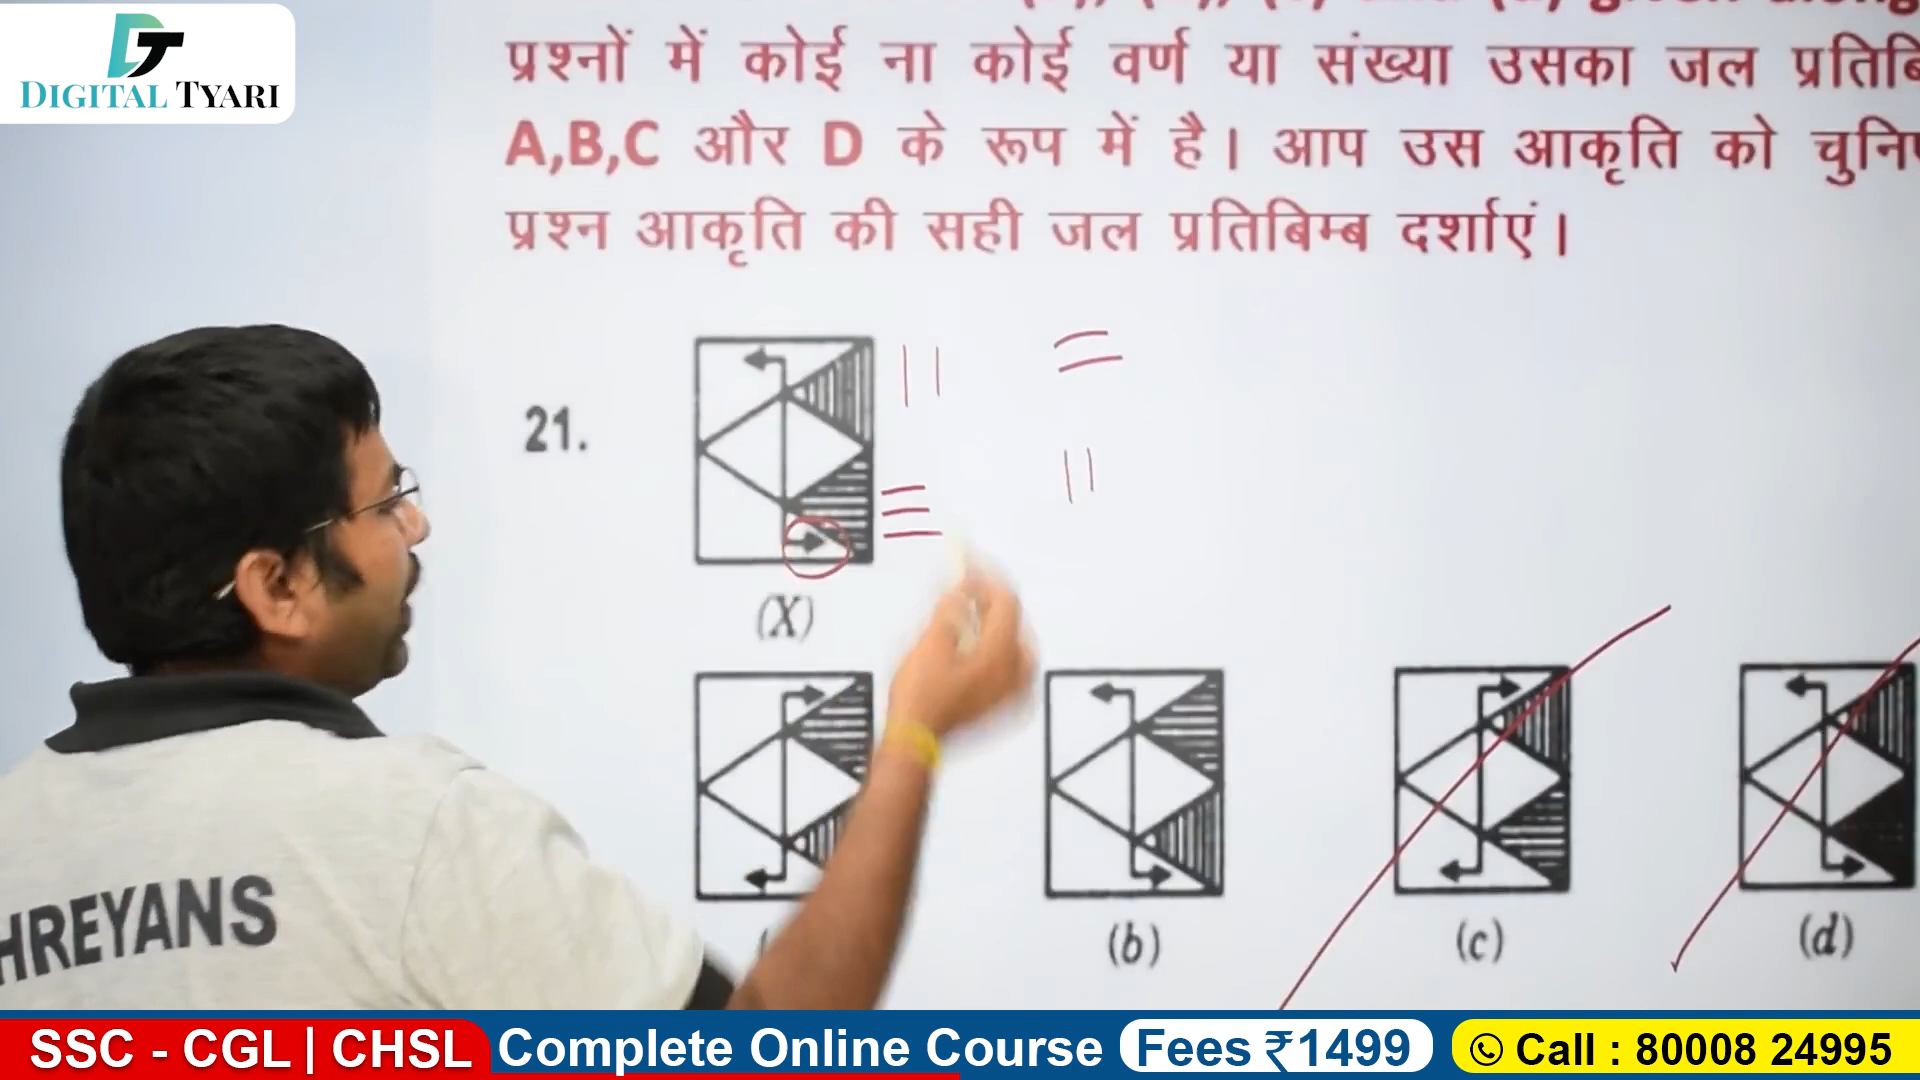 DIGITAL TYARI
प्रश्नों में कोई ना कोई वर्ण या संख्या उसका जल
A,B,C और D के रूप में है। आप उस आकृति को
प्रश्न आकृति की सही जल प्रतिबिम्ब दर्शाएं।
21.
(X)
(b) (c) (d)
HREYANS
SSC - CGL | CHSL Complete Online Course Fees ₹1499 Call : 80008 24995